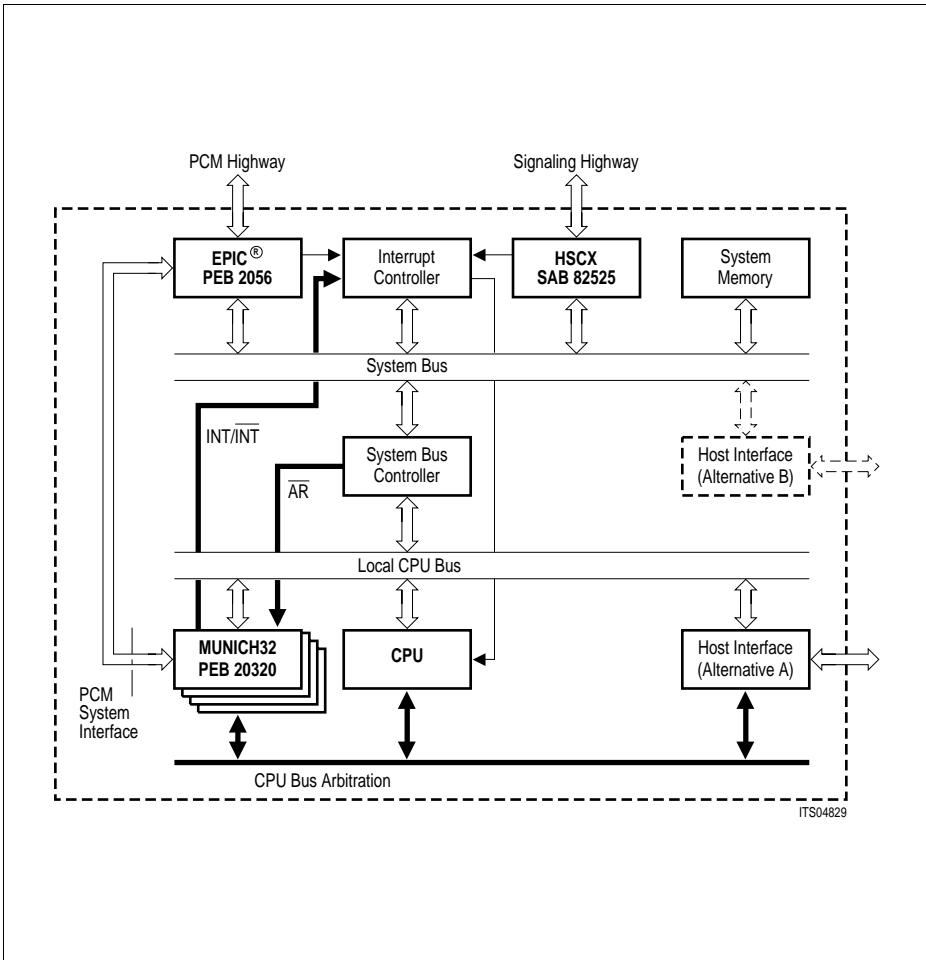 PCM Highway
Signaling Highway
EPIC®
PEB 2056
Interrupt
Controller
HSCX
SAB 82525
System
Memory
System Bus
INT/I̅N̅T̅
System Bus
Controller
A̅R̅
Host Interface
(Alternative B)
Local CPU Bus
MUNICH32
PEB 20320
CPU
Host Interface
(Alternative A)
PCM
System
Interface
CPU Bus Arbitration
ITS04829